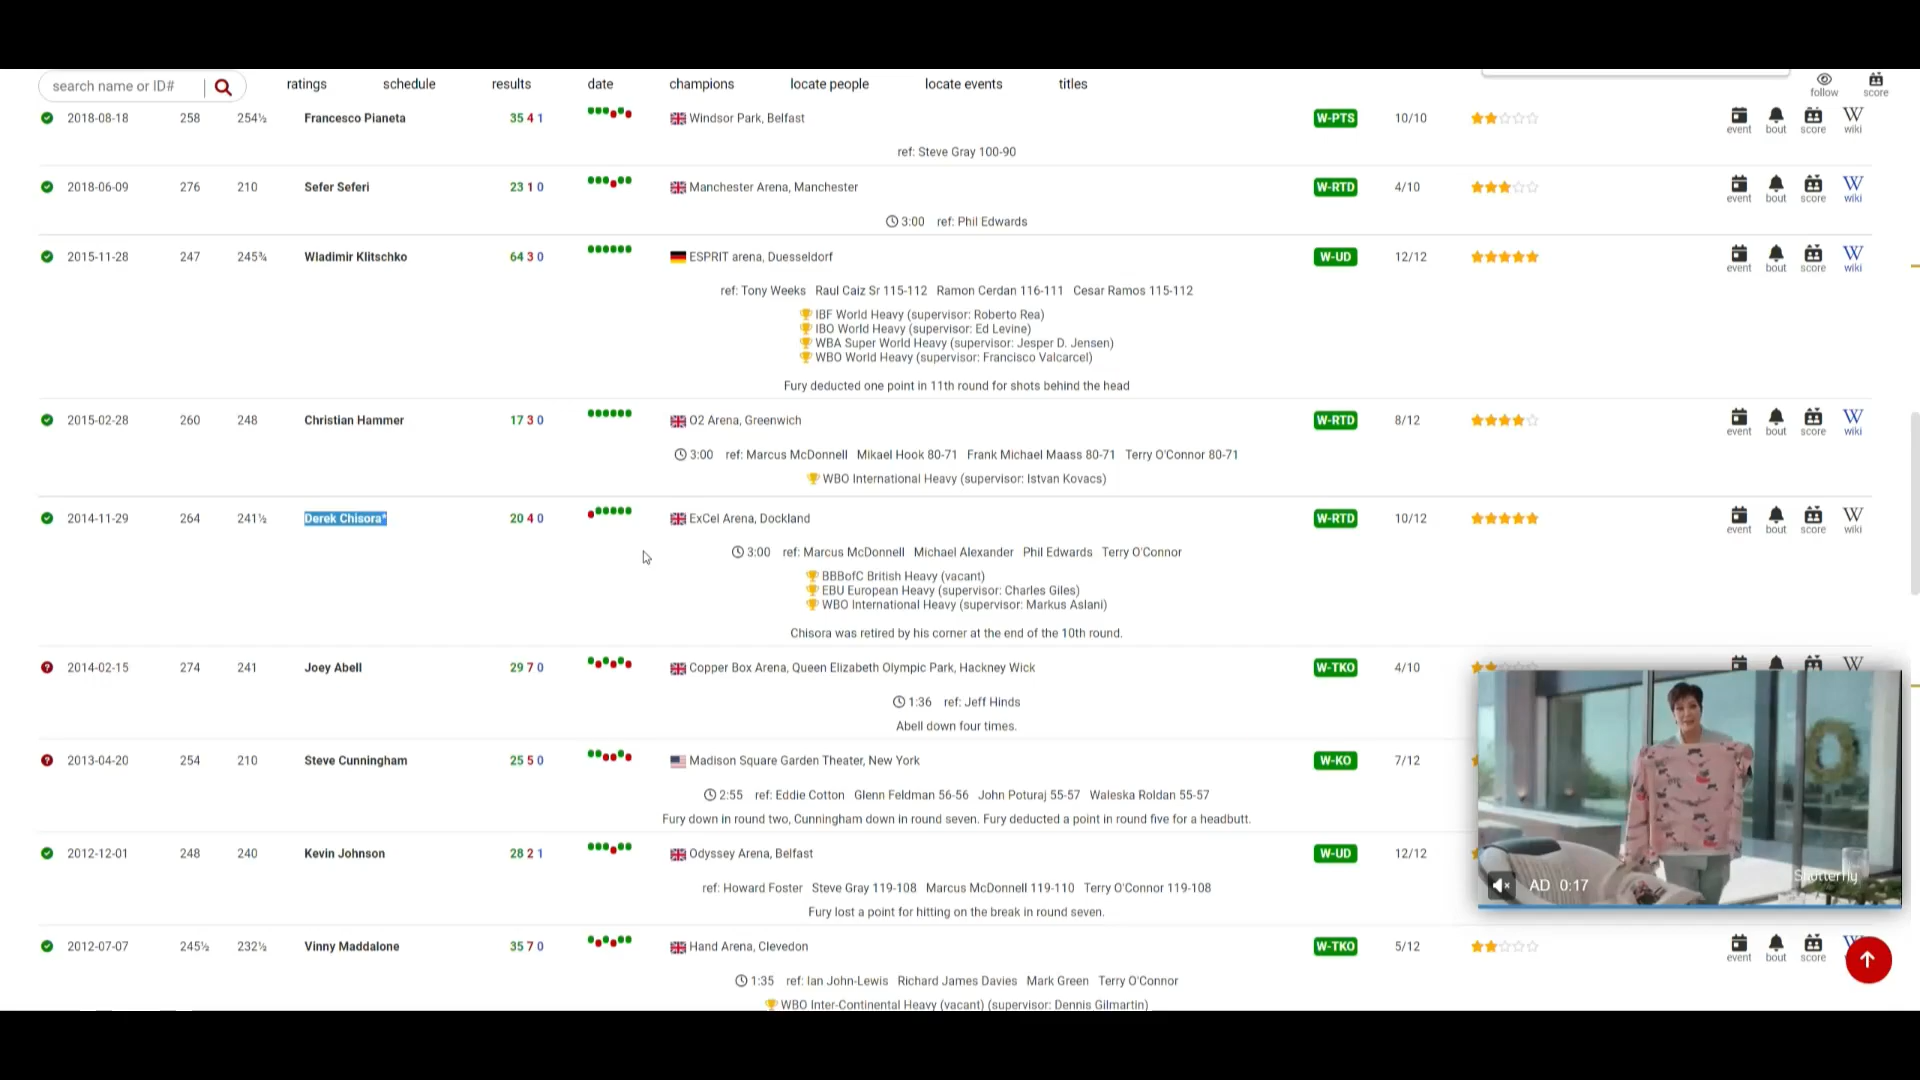 search name or ID# ratings schedule results date champions locate people locate events titles follow score
2018-08-18 258 254½ Francesco Pianeta 35 4 1 Windsor Park, Belfast W-PTS 10/10 event bout score wiki
ref: Steve Gray 100-90
2018-06-09 276 210 Sefer Seferi 23 1 0 Manchester Arena, Manchester W-RTD 4/10 event bout score wiki
3:00 ref: Phil Edwards
2015-11-28 247 245¾ Wladimir Klitschko 64 3 0 ESPRIT arena, Duesseldorf W-UD 12/12 event bout score wiki
ref: Tony Weeks Raul Caiz Sr 115-112 Ramon Cerdan 116-111 Cesar Ramos 115-112
IBF World Heavy (supervisor: Roberto Rea)
IBO World Heavy (supervisor: Ed Levine)
WBA Super World Heavy (supervisor: Jesper D. Jensen)
WBO World Heavy (supervisor: Francisco Valcarcel)
Fury deducted one point in 11th round for shots behind the head
2015-02-28 260 248 Christian Hammer 17 3 0 O2 Arena, Greenwich W-RTD 8/12 event bout score wiki
3:00 ref: Marcus McDonnell Mikael Hook 80-71 Frank Michael Maass 80-71 Terry O'Connor 80-71
WBO International Heavy (supervisor: Istvan Kovacs)
2014-11-29 264 241½ Derek Chisora* 20 4 0 ExCel Arena, Dockland W-RTD 10/12 event bout score wiki
3:00 ref: Marcus McDonnell Michael Alexander Phil Edwards Terry O'Connor
BBBofC British Heavy (vacant)
EBU European Heavy (supervisor: Charles Giles)
WBO International Heavy (supervisor: Markus Aslani)
Chisora was retired by his corner at the end of the 10th round.
2014-02-15 274 241 Joey Abell 29 7 0 Copper Box Arena, Queen Elizabeth Olympic Park, Hackney Wick W-TKO 4/10 W
1:36 ref: Jeff Hinds
Abell down four times.
2013-04-20 254 210 Steve Cunningham 25 5 0 Madison Square Garden Theater, New York W-KO 7/12
2:55 ref: Eddie Cotton Glenn Feldman 56-56 John Poturaj 55-57 Waleska Roldan 55-57
Fury down in round two, Cunningham down in round seven. Fury deducted a point in round five for a headbutt.
2012-12-01 248 240 Kevin Johnson 28 2 1 Odyssey Arena, Belfast W-UD 12/12
Shutterfly
AD 0:17
ref: Howard Foster Steve Gray 119-108 Marcus McDonnell 119-110 Terry O'Connor 119-108
Fury lost a point for hitting on the break in round seven.
2012-07-07 245½ 232½ Vinny Maddalone 35 7 0 Hand Arena, Clevedon W-TKO 5/12 event bout score
1:35 ref: Ian John-Lewis Richard James Davies Mark Green Terry O'Connor
WBO Inter-Continental Heavy (vacant) (supervisor: Dennis Gilmartin)